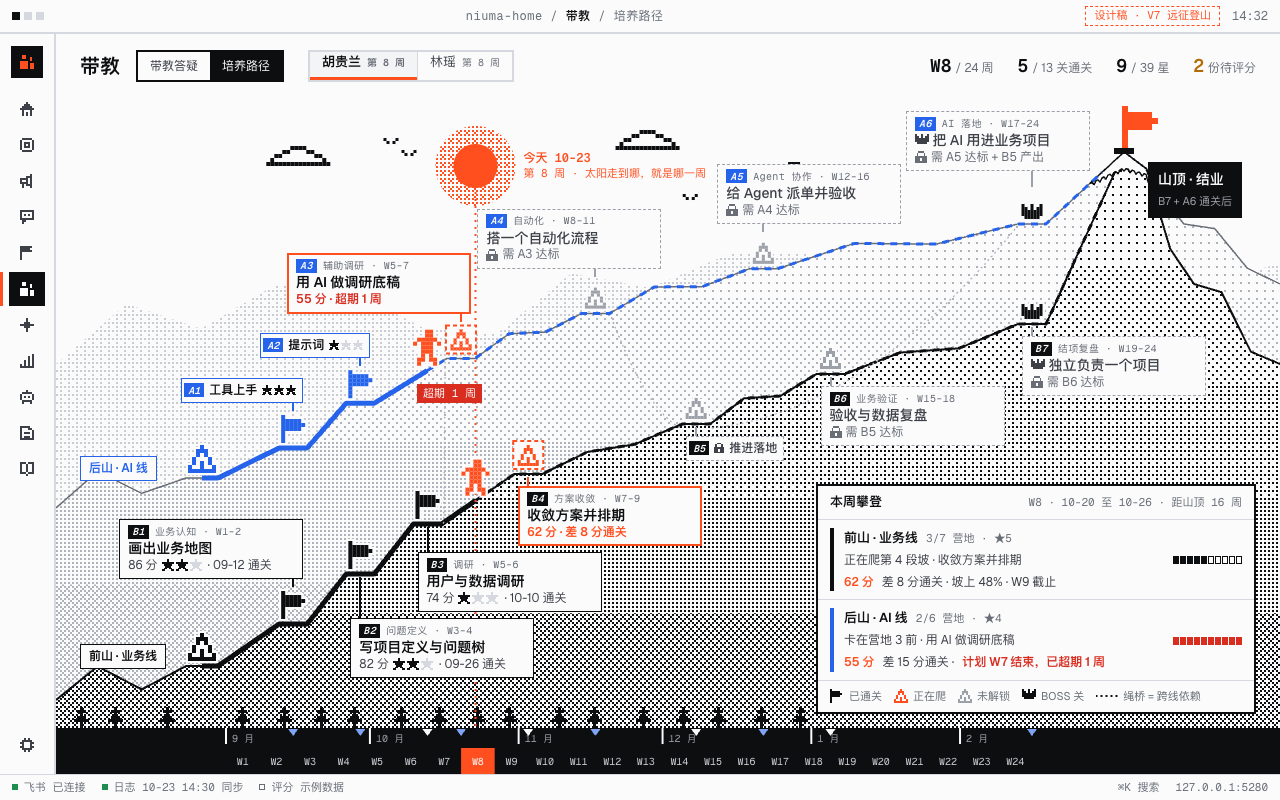 niuma-home / 带教 / 培养路径
设计稿 · V7 远征登山
14:32
带教
带教答疑
培养路径
胡贵兰 第 8 周
林瑶 第 8 周
W8 / 24 周
5 / 13 关通关
9 / 39 星
2 份待评分
A6 AI 落地 · W17-24
把 AI 用进业务项目
需 A5 达标 + B5 产出
今天 10-23
第 8 周 · 太阳走到哪，就是哪一周
A5 Agent 协作 · W12-16
给 Agent 派单并验收
需 A4 达标
山顶 · 结业
B7 + A6 通关后
A4 自动化 · W8-11
搭一个自动化流程
需 A3 达标
A3 辅助调研 · W5-7
用 AI 做调研底稿
55 分 · 超期 1 周
A2 提示词 ★★★
A1 工具上手 ★★★
超期 1 周
B7 结项复盘 · W19-24
独立负责一个项目
需 B6 达标
B6 业务验证 · W15-18
验收与数据复盘
需 B5 达标
B5 推进落地
后山 · AI 线
B4 方案收敛 · W7-9
收敛方案并排期
62 分 · 差 8 分通关
B1 业务认知 · W1-2
画出业务地图
86 分 ★★★ · 09-12 通关
B3 调研 · W5-6
用户与数据调研
74 分 ★★★ · 10-10 通关
B2 问题定义 · W3-4
写项目定义与问题树
82 分 ★★★ · 09-26 通关
前山 · 业务线
本周攀登
W8 · 10-20 至 10-26 · 距山顶 16 周
前山 · 业务线 3/7 营地 · ★5
正在爬第 4 段坡 · 收敛方案并排期
62 分 差 8 分通关 · 坡上 48% · W9 截止
后山 · AI 线 2/6 营地 · ★4
卡在营地 3 前 · 用 AI 做调研底稿
55 分 差 15 分通关 · 计划 W7 结束，已超期 1 周
已通关
正在爬
未解锁
BOSS 关
绳桥 = 跨线依赖
9 月
10 月
11 月
12 月
1 月
2 月
W1 W2 W3 W4 W5 W6 W7 W8 W9 W10 W11 W12 W13 W14 W15 W16 W17 W18 W19 W20 W21 W22 W23 W24
飞书 已连接
日志 10-23 14:30 同步
评分 示例数据
⌘K 搜索
127.0.0.1:5280